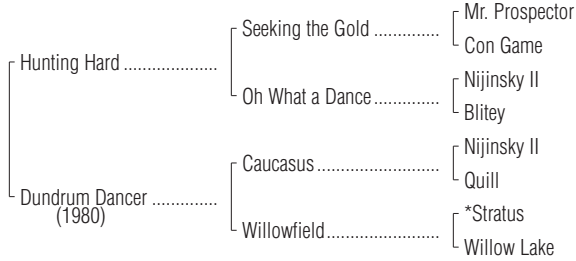 Mr. Prospector
Seeking the Gold ..............
Con Game
Hunting Hard ....................
Nijinsky II
Oh What a Dance..............
Blitey
Nijinsky II
Caucasus..........................
Quill
Dundrum Dancer ..............
(1980)
*Stratus
Willowfield........................
Willow Lake